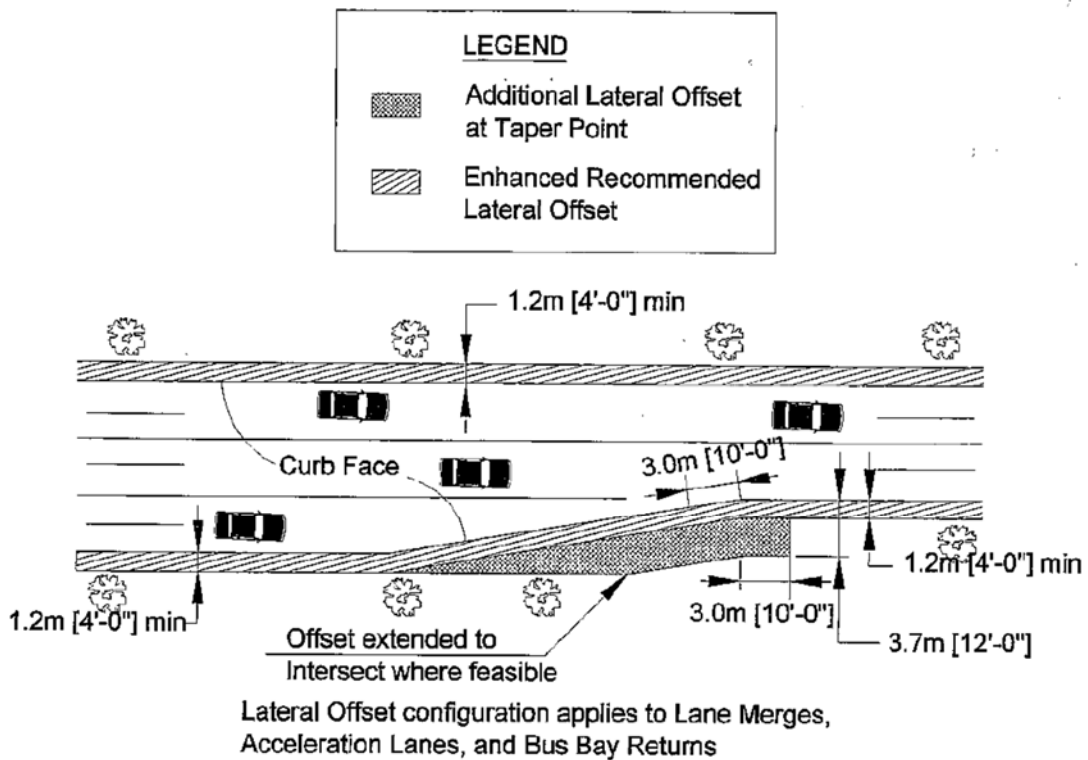 LEGEND
Additional Lateral Offset
at Taper Point
Enhanced Recommended
Lateral Offset
1.2m [4'-0"] min
Curb Face
3.0m [10'-0"]
1.2m [4'-0"] min
1.2m [4'-0"] min
3.0m [10'-0"]
3.7m [12'-0"]
Offset extended to
Intersect where feasible
Lateral Offset configuration applies to Lane Merges,
Acceleration Lanes, and Bus Bay Returns